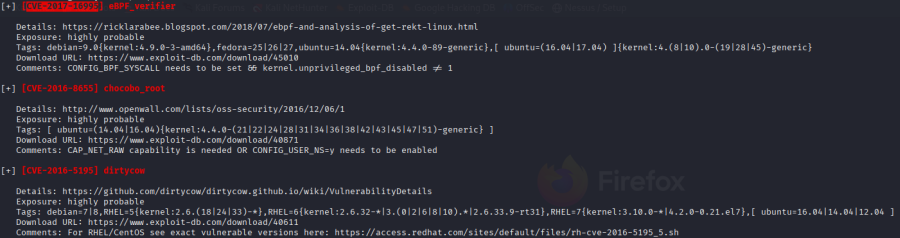 [+] [CVE-2017-16995] eBPF_verifier
Details: https://ricklarabee.blogspot.com/2018/07/ebpf-and-analysis-of-get-rekt-linux.html
Exposure: highly probable
Tags: debian=9.0{kernel:4.9.0-3-amd64},fedora=25|26|27,ubuntu=14.04{kernel:4.4.0-89-generic},[ ubuntu=(16.04|17.04) ]{kernel:4.(8|10).0-(19|28|45)-generic}
Download URL: https://www.exploit-db.com/download/45010
Comments: CONFIG_BPF_SYSCALL needs to be set && kernel.unprivileged_bpf_disabled != 1
[+] [CVE-2016-8655] chocobo_root
Details: http://www.openwall.com/lists/oss-security/2016/12/06/1
Exposure: highly probable
Tags: [ ubuntu=(14.04|16.04){kernel:4.4.0-(21|22|24|28|31|34|36|38|42|43|45|47|51)-generic} ]
Download URL: https://www.exploit-db.com/download/40871
Comments: CAP_NET_RAW capability is needed OR CONFIG_USER_NS=y needs to be enabled
[+] [CVE-2016-5195] dirtycow
Details: https://github.com/dirtycow/dirtycow.github.io/wiki/VulnerabilityDetails
Exposure: highly probable
Tags: debian=7|8,RHEL=5{kernel:2.6.(18|24|33)-*},RHEL=6{kernel:2.6.32-*|3.(0|2|6|8|10).*|2.6.33.9-rt31},RHEL=7{kernel:3.10.0-*|4.2.0-0.21.el7},[ ubuntu=16.04|14.04|12.04 ]
Download URL: https://www.exploit-db.com/download/40611
Comments: For RHEL/CentOS see exact vulnerable versions here: https://access.redhat.com/sites/default/files/rh-cve-2016-5195_5.sh
Firefox